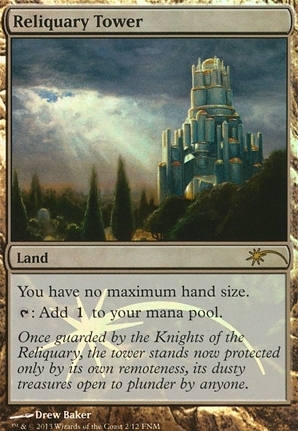 Reliquary Tower
Land
You have no maximum hand size.
: Add 1 to your mana pool.
Once guarded by the Knights of the
Reliquary, the tower stands now protected
only by its own remoteness, its dusty
treasures open to plunder by anyone.
Drew Baker
™ & © 2013 Wizards of the Coast 2/12 FNM